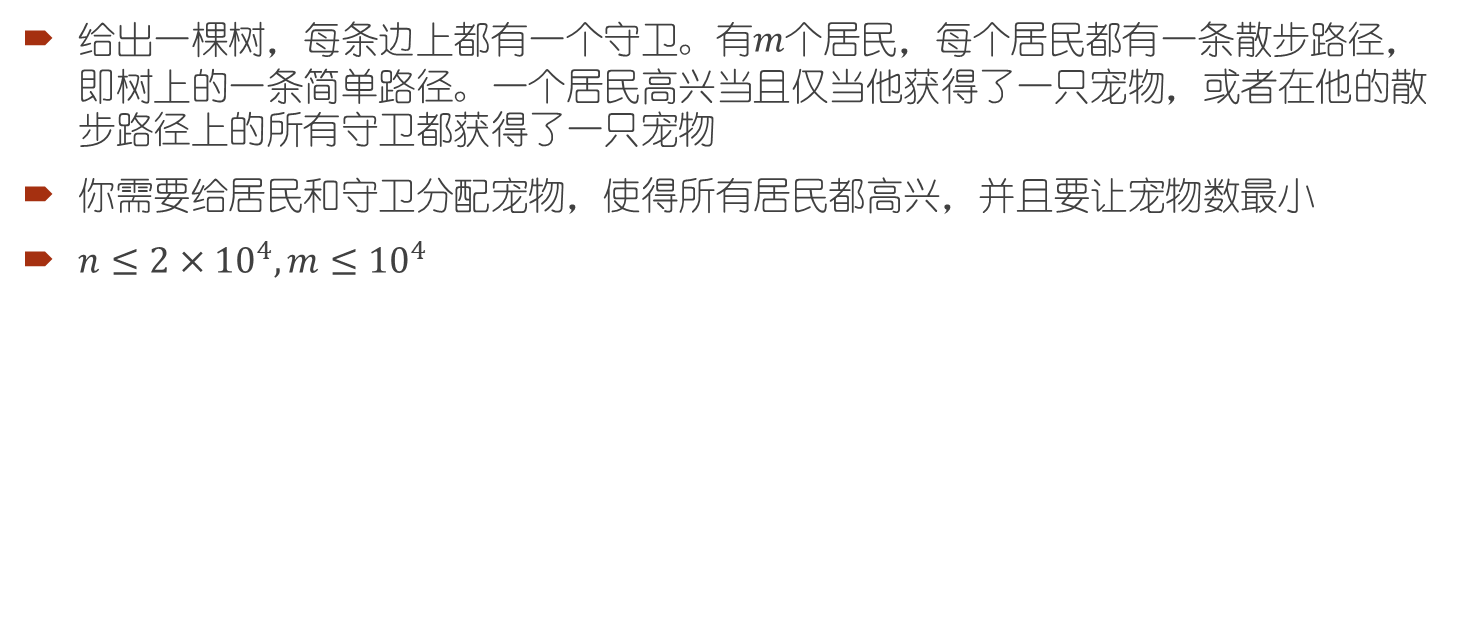 给出一棵树，每条边上都有一个守卫。有m个居民，每个居民都有一条散步路径，
即树上的一条简单路径。一个居民高兴当且仅当他获得了一只宠物，或者在他的散
步路径上的所有守卫都获得了一只宠物
你需要给居民和守卫分配宠物，使得所有居民都高兴，并且要让宠物数最小
n ≤ 2 × 10⁴, m ≤ 10⁴